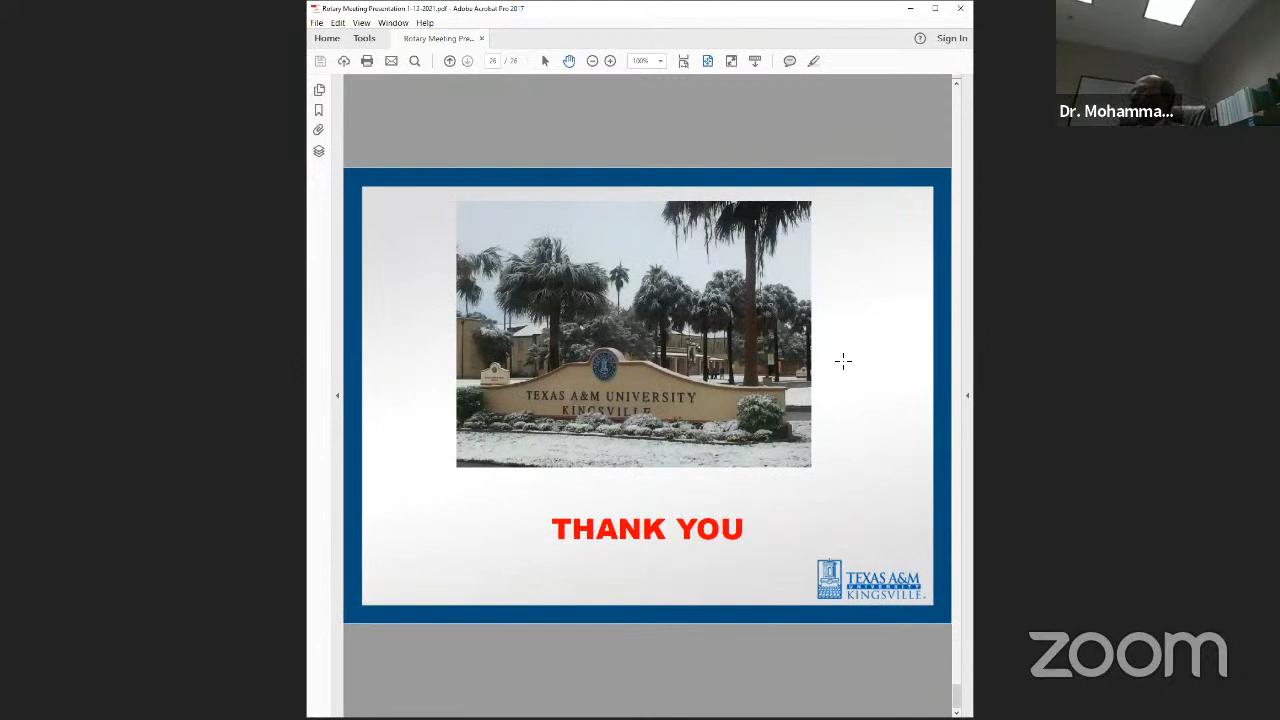 Rotary Meeting Presentation 1-12-2021.pdf - Adobe Acrobat Pro 2017
File Edit View Window Help
Home Tools Rotary Meeting Pre... × Sign In
26 / 26 100%
Dr. Mohamma...
TEXAS A&M UNIVERSITY
KINGSVILLE
THANK YOU
TEXAS A&M
UNIVERSITY
KINGSVILLE
zoom